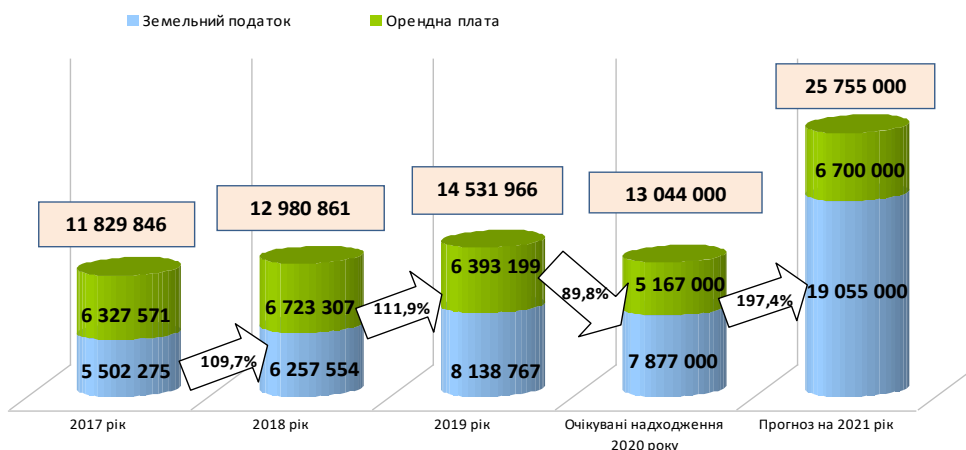 Земельний податок
Орендна плата
25 755 000
14 531 966
12 980 861
13 044 000
11 829 846
6 700 000
6 393 199
6 723 307
6 327 571
5 167 000
89,8%
111,9%
197,4%
19 055 000
109,7%
5 502 275
6 257 554
8 138 767
7 877 000
2017 рік
2018 рік
2019 рік
Очікувані надходження
2020 року
Прогноз на 2021 рік